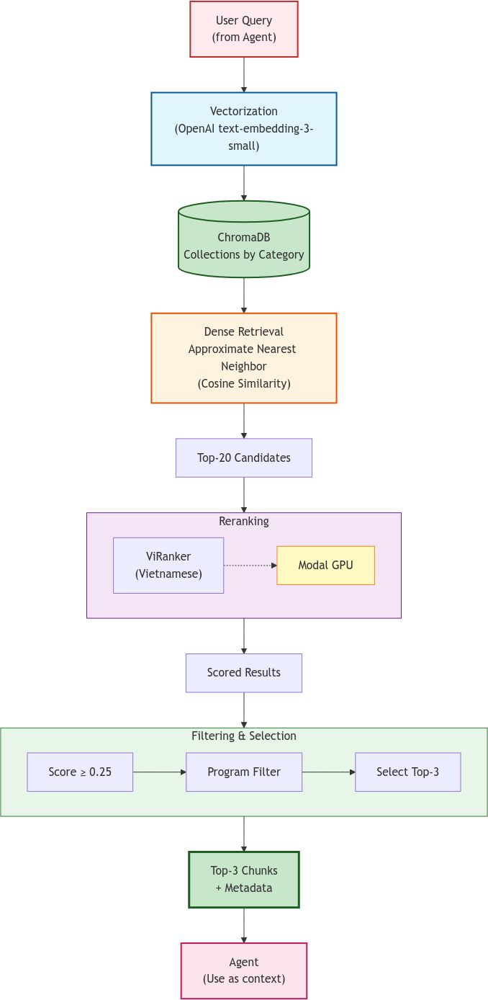 User Query
(from Agent)
Vectorization
(OpenAI text-embedding-3-
small)
ChromaDB
Collections by Category
Dense Retrieval
Approximate Nearest
Neighbor
(Cosine Similarity)
Top-20 Candidates
Reranking
ViRanker
(Vietnamese)
Modal GPU
Scored Results
Filtering & Selection
Score ≥ 0.25
Program Filter
Select Top-3
Top-3 Chunks
+ Metadata
Agent
(Use as context)